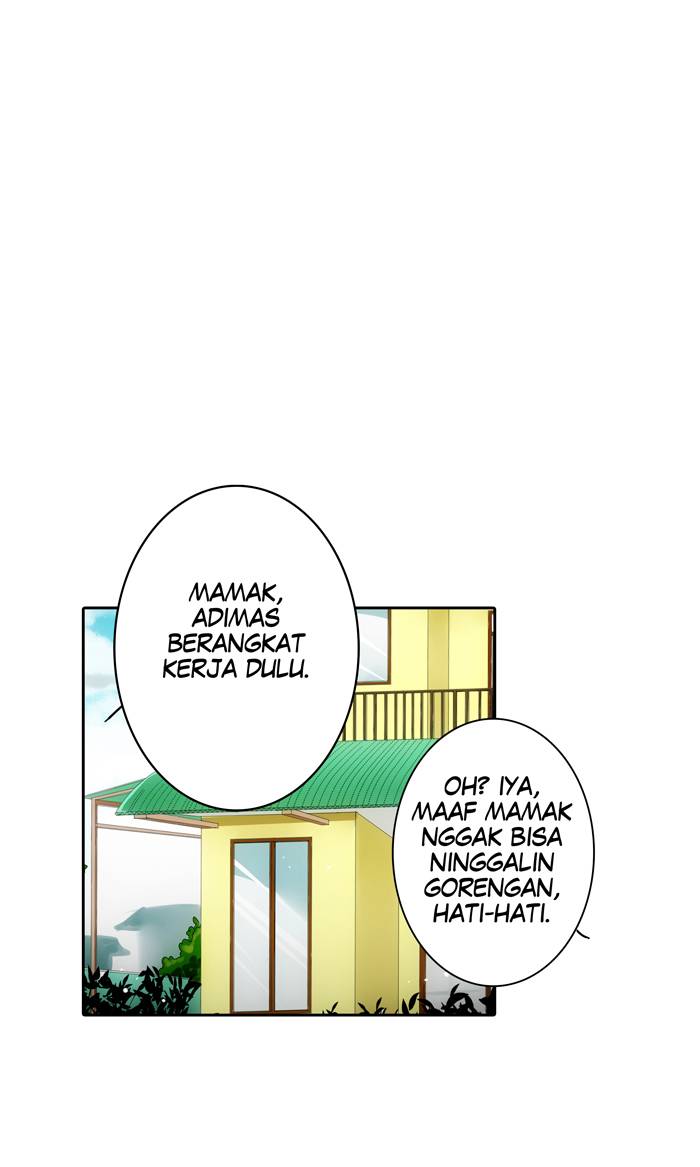 MAMAK,
ADIMAS
BERANGKAT
KERJA DULU.
OH? IYA,
MAAF MAMAK
NGGAK BISA
NINGGALIN
GORENGAN,
HATI-HATI.